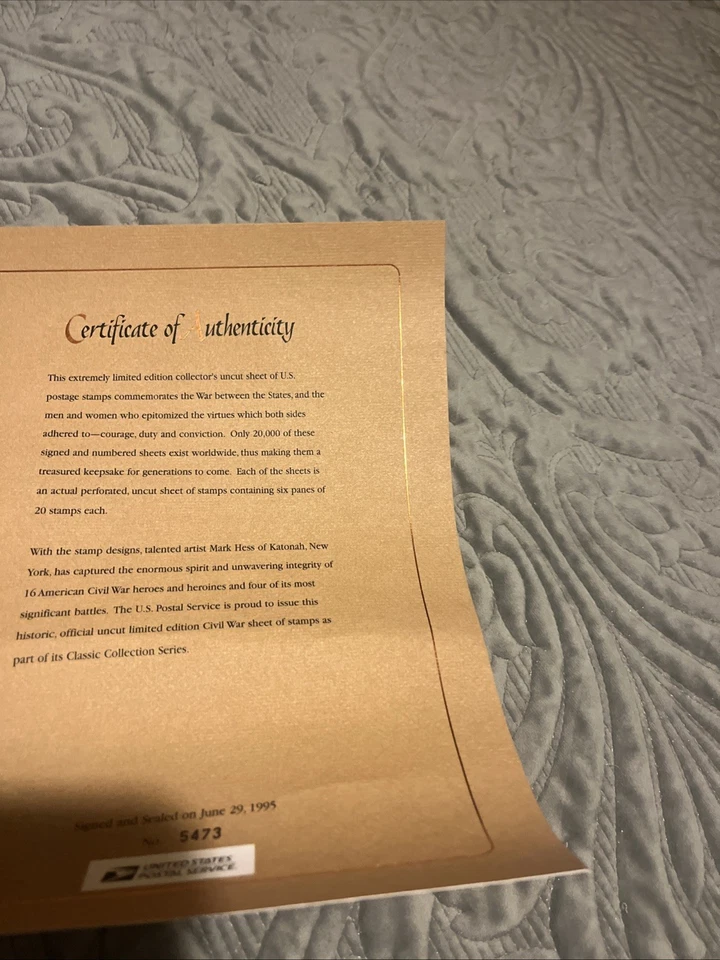 Certificate of Authenticity
This extremely limited edition collector's uncut sheet of U.S.
postage stamps commemorates the War between the States, and the
men and women who epitomized the virtues which both sides
adhered to—courage, duty and conviction. Only 20,000 of these
signed and numbered sheets exist worldwide, thus making them a
treasured keepsake for generations to come. Each of the sheets is
an actual perforated, uncut sheet of stamps containing six panes of
20 stamps each.
With the stamp designs, talented artist Mark Hess of Katonah, New
York, has captured the enormous spirit and unwavering integrity of
16 American Civil War heroes and heroines and four of its most
significant battles. The U.S. Postal Service is proud to issue this
historic, official uncut limited edition Civil War sheet of stamps as
part of its Classic Collection Series.
Signed and Sealed on June 29, 1995
No. 5473
UNITED STATES
POSTAL SERVICE